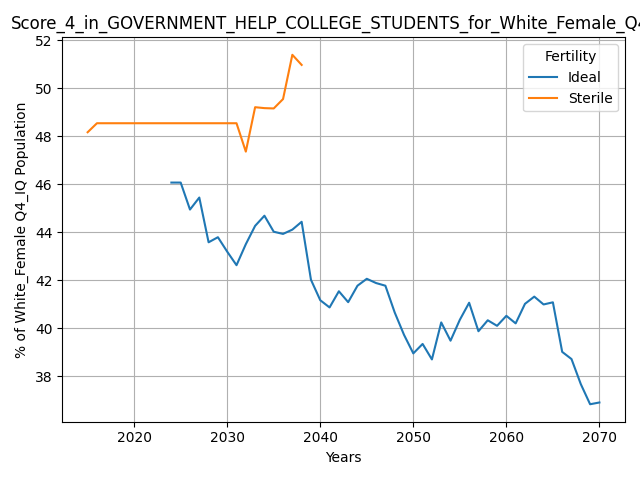 Score_4_in_GOVERNMENT_HELP_COLLEGE_STUDENTS_for_White_Female_Q4
52
50
48
46
44
42
40
38
% of White_Female Q4_IQ Population
Fertility
Ideal
Sterile
2020 2030 2040 2050 2060 2070
Years